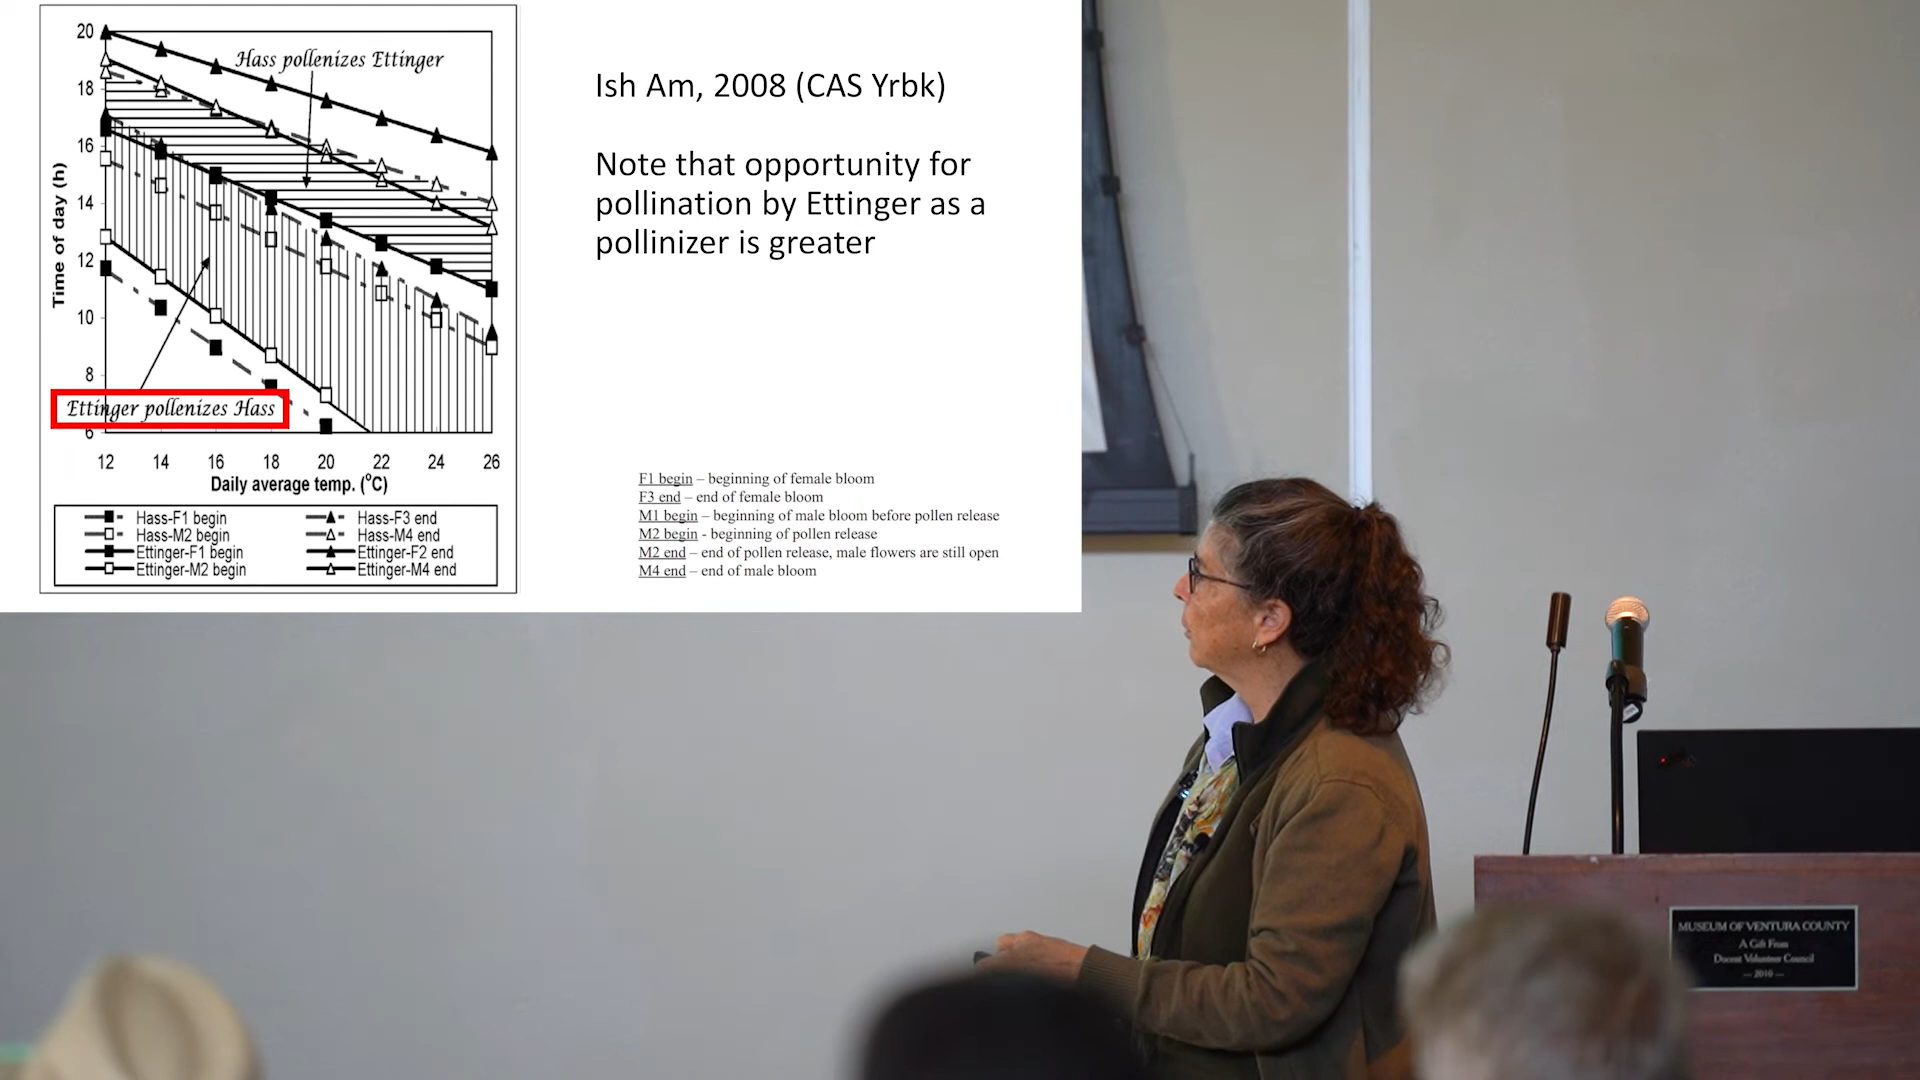 20
Hass pollenizes Ettinger
18
16
14
12
10
8
Ettinger pollenizes Hass
6
Time of day (h)
12 14 16 18 20 22 24 26
Daily average temp. (°C)
Hass-F1 begin
Hass-F3 end
Hass-M2 begin
Hass-M4 end
Ettinger-F1 begin
Ettinger-F2 end
Ettinger-M2 begin
Ettinger-M4 end
Ish Am, 2008 (CAS Yrbk)
Note that opportunity for
pollination by Ettinger as a
pollinizer is greater
F1 begin – beginning of female bloom
F3 end – end of female bloom
M1 begin – beginning of male bloom before pollen release
M2 begin - beginning of pollen release
M2 end – end of pollen release, male flowers are still open
M4 end – end of male bloom
MUSEUM OF VENTURA COUNTY
A Gift From
Docent Volunteer Council
— 2010 —